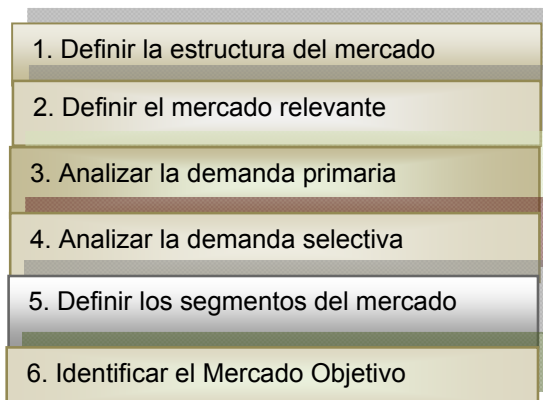 1. Definir la estructura del mercado
2. Definir el mercado relevante
3. Analizar la demanda primaria
4. Analizar la demanda selectiva
5. Definir los segmentos del mercado
6. Identificar el Mercado Objetivo